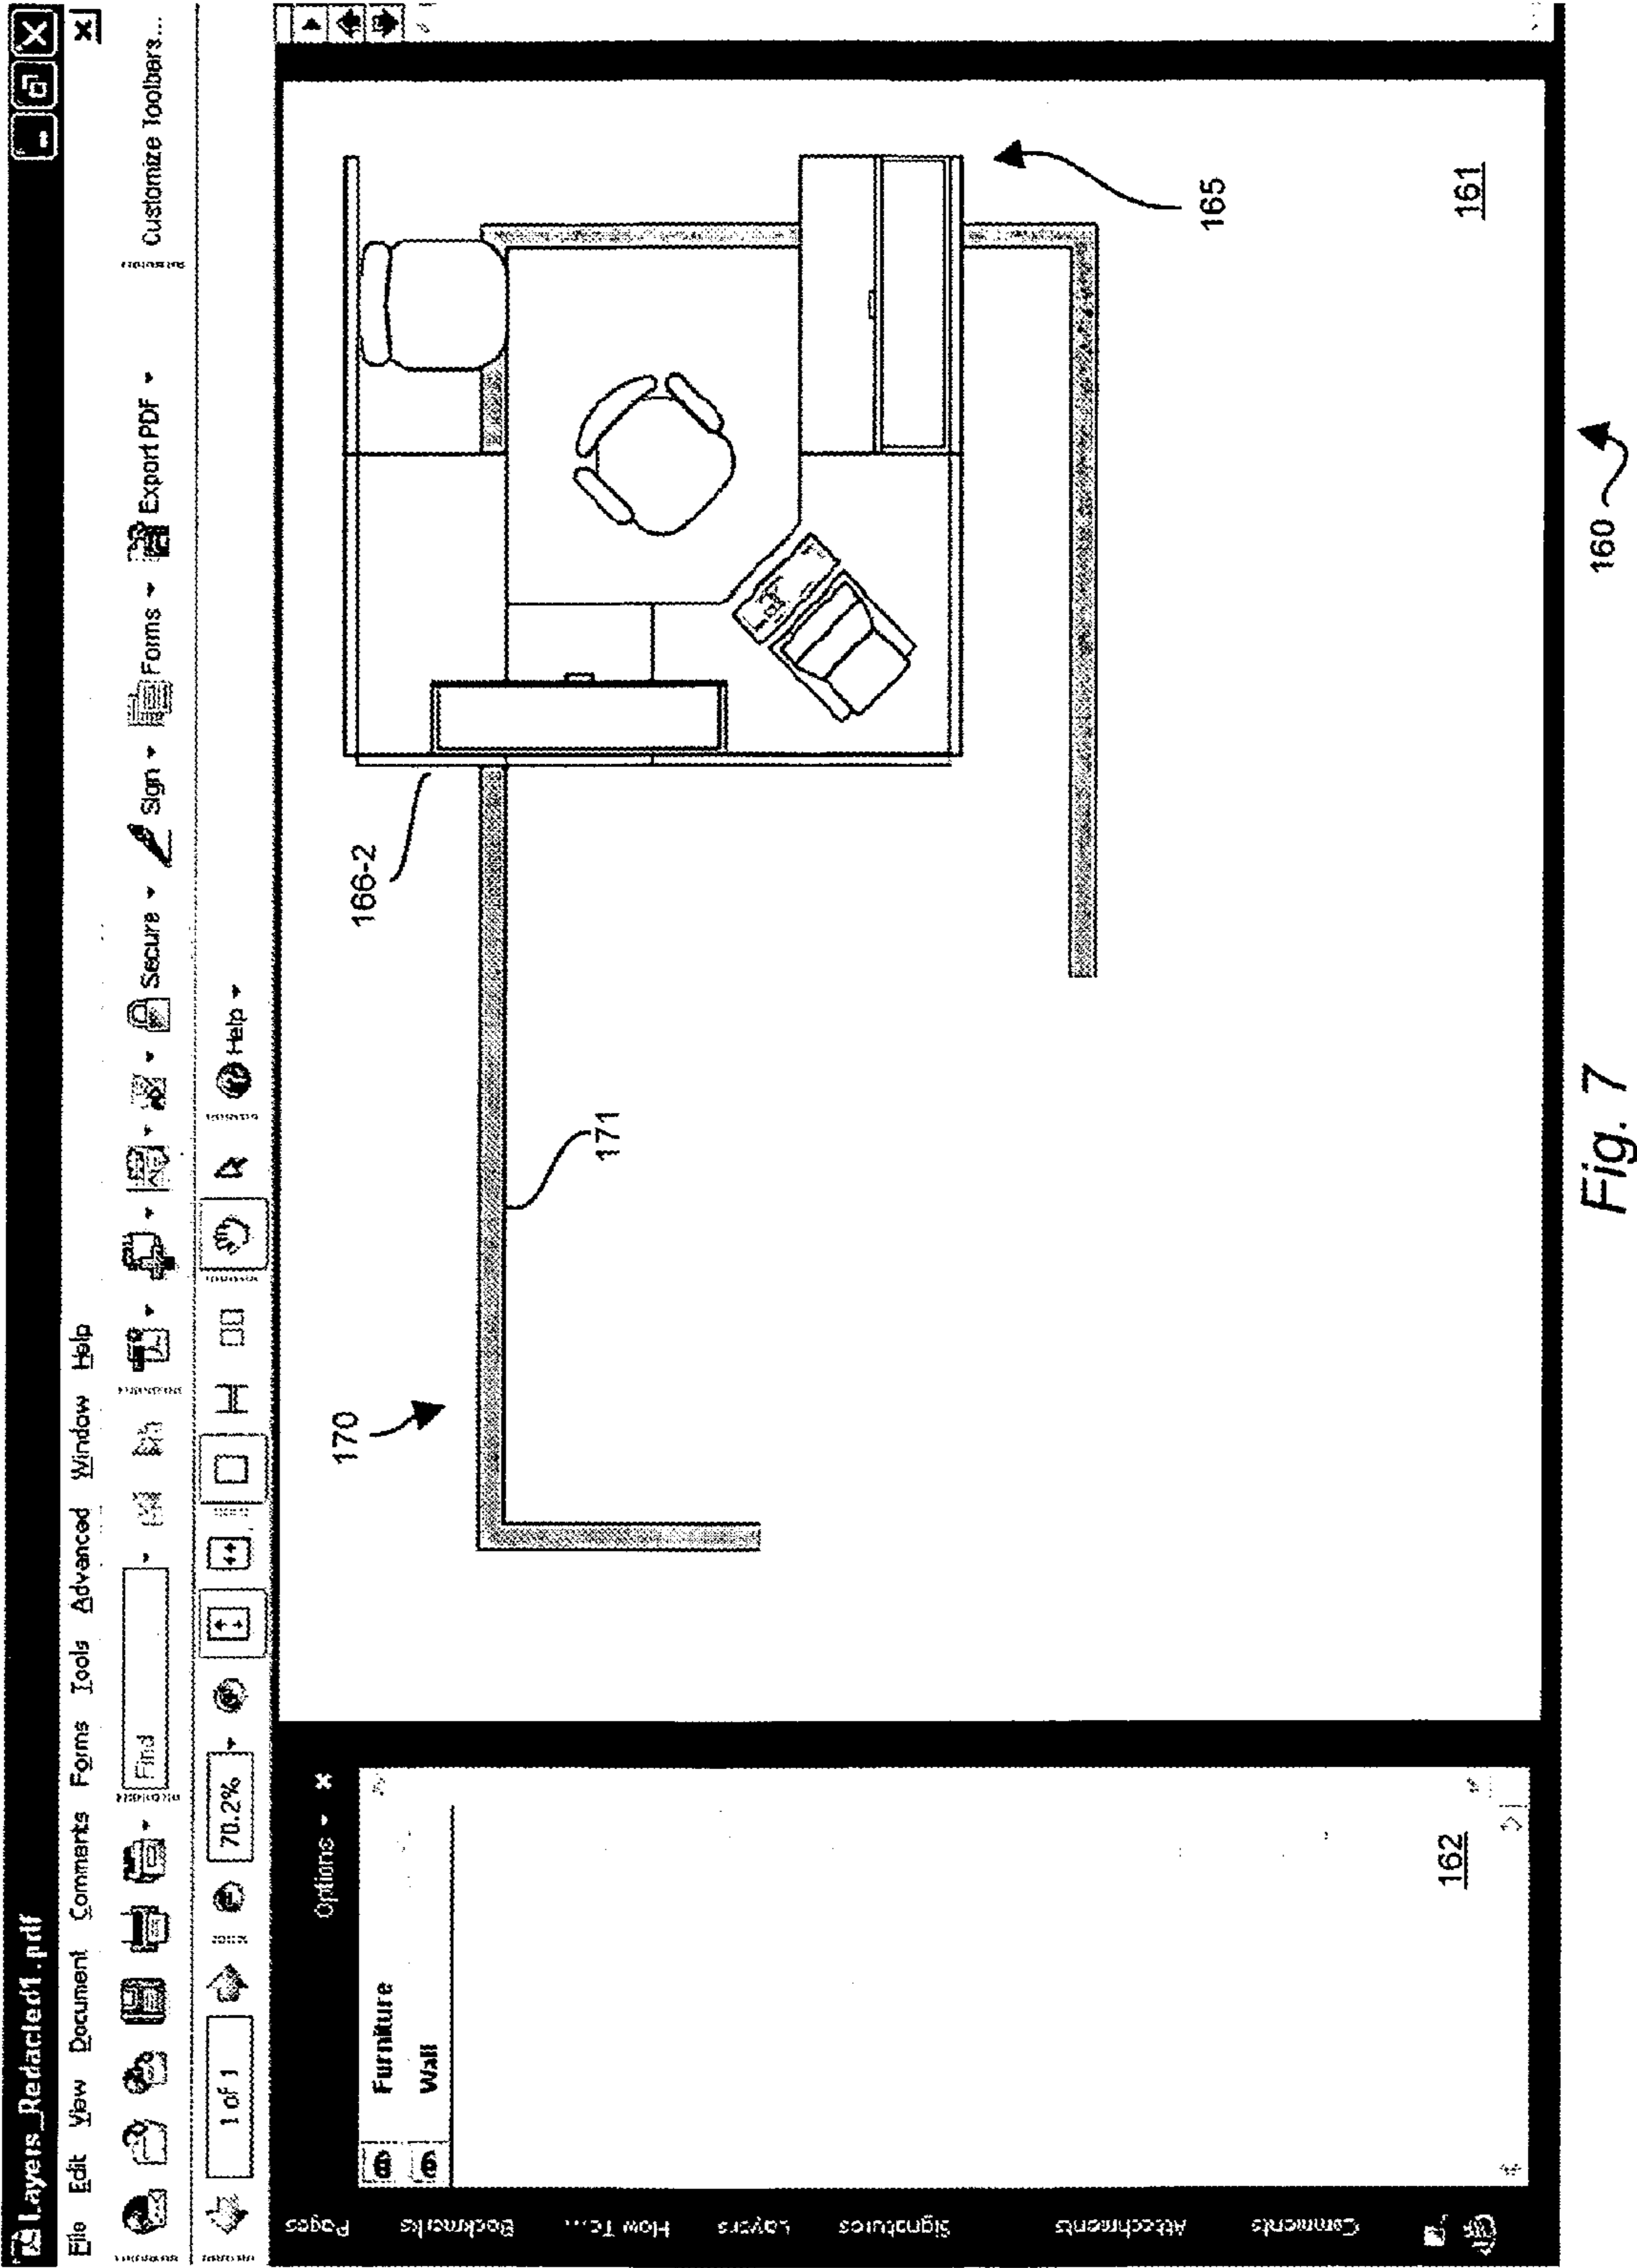 Layers_Redacted1.pdf
File Edit View Document Comments Forms Tools Advanced Window Help
Find Secure Sign Forms Export PDF Customize Toolbars...
1 of 1 70.2% Help
Options
Pages
Bookmarks
How To...
Layers
Signatures
Attachments
Comments
Furniture
Wall
162
170
171
166-2
165
161
160
Fig. 7